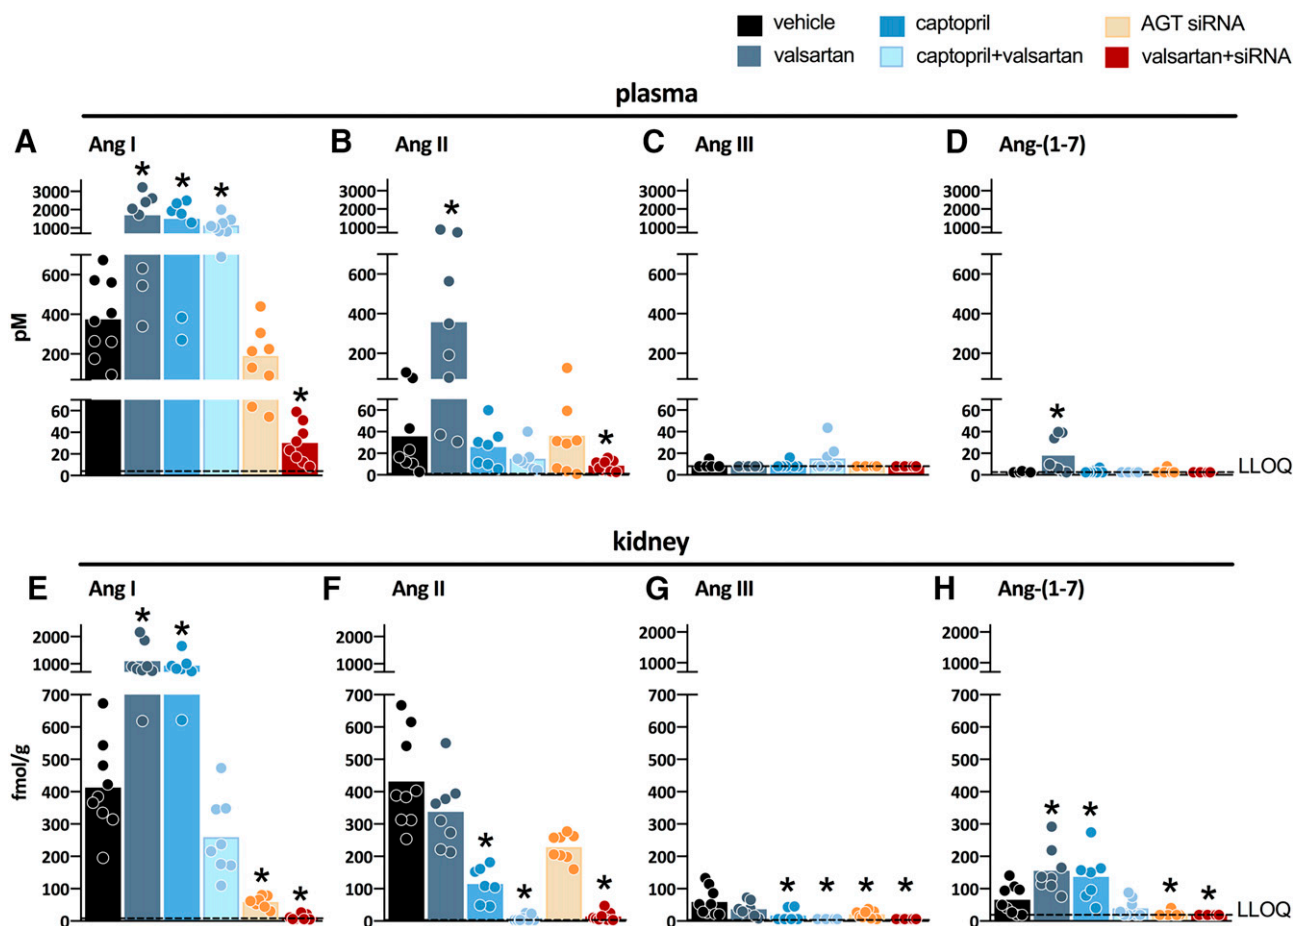 vehicle captopril AGT siRNA
valsartan captopril+valsartan valsartan+siRNA
plasma
A Ang I B Ang II C Ang III D Ang-(1-7)
* * * * * * *
3000 3000 3000 3000
2000 2000 2000 2000
1000 1000 1000 1000
600 600 600 600
pM
400 400 400 400
200 200 200 200
60 60 60 60
40 40 40 40
20 20 20 20
0 0 0 0
LLOQ
kidney
E Ang I F Ang II G Ang III H Ang-(1-7)
* * * * * * * * * * * * * * *
2000 2000 2000 2000
1000 1000 1000 1000
700 700 700 700
600 600 600 600
500 500 500 500
fmol/g
400 400 400 400
300 300 300 300
200 200 200 200
100 100 100 100
0 0 0 0
LLOQ